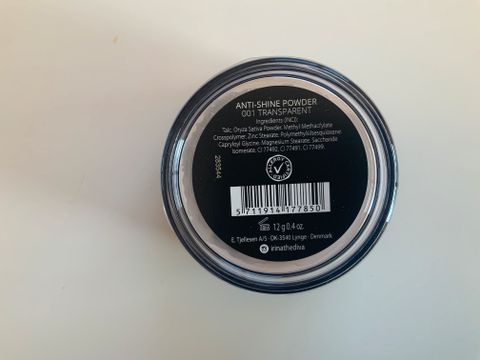 ANTI-SHINE POWDER
001 TRANSPARENT
Ingredients (INCI):
Talc, Oryza Sativa Powder, Methyl Methacrylate
Crosspolymer, Zinc Stearate, Polymethylsilsesquioxane,
Capryloyl Glycine, Magnesium Stearate, Saccharide
Isomerate, CI 77492, CI 77491, CI 77499.
ALLERGY CERTIFIED
283544
5 711914 177850
12 g 0.4 oz.
E. Tjellesen A/S · DK-3540 Lynge · Denmark
irinathediva